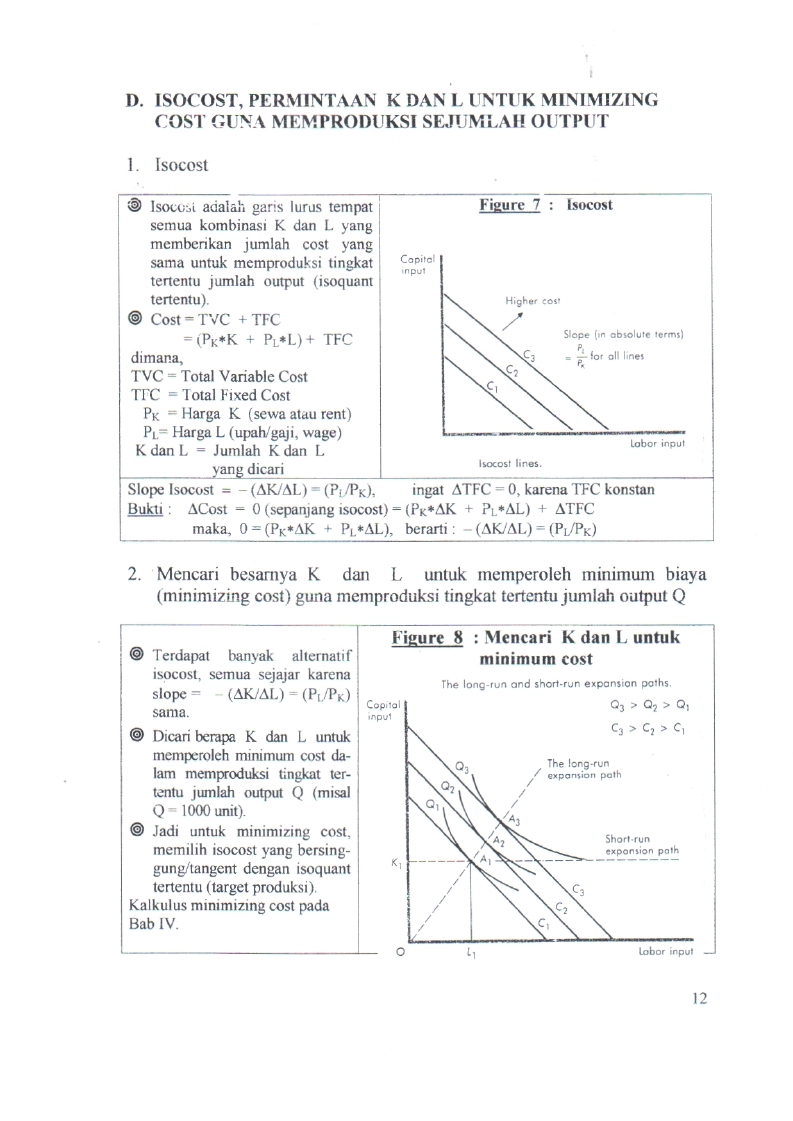 D. ISOCOST, PERMINTAAN K DAN L UNTUK MINIMIZING
COST GUNA MEMPRODUKSI SEJUMLAH OUTPUT
1. Isocost
◎ Isocost adalah garis lurus tempat
semua kombinasi K dan L yang
memberikan jumlah cost yang
sama untuk memproduksi tingkat
tertentu jumlah output (isoquant
tertentu).
◎ Cost = TVC + TFC
= (PK*K + PL*L) + TFC
dimana,
TVC = Total Variable Cost
TFC = Total Fixed Cost
PK = Harga K (sewa atau rent)
PL= Harga L (upah/gaji, wage)
K dan L = Jumlah K dan L
yang dicari
Figure 7 : Isocost
Capital
input
Higher cost
Slope (in absolute terms)
= PL/PK for all lines
C3
C2
C1
Labor input
Isocost lines.
Slope Isocost = – (ΔK/ΔL) = (PL/PK), ingat ΔTFC = 0, karena TFC konstan
Bukti : ΔCost = 0 (sepanjang isocost) = (PK*ΔK + PL*ΔL) + ΔTFC
maka, 0 = (PK*ΔK + PL*ΔL), berarti : – (ΔK/ΔL) = (PL/PK)
2. Mencari besarnya K dan L untuk memperoleh minimum biaya
(minimizing cost) guna memproduksi tingkat tertentu jumlah output Q
◎ Terdapat banyak alternatif
isocost, semua sejajar karena
slope = – (ΔK/ΔL) = (PL/PK)
sama.
◎ Dicari berapa K dan L untuk
memperoleh minimum cost da-
lam memproduksi tingkat ter-
tentu jumlah output Q (misal
Q = 1000 unit).
◎ Jadi untuk minimizing cost,
memilih isocost yang bersing-
gung/tangent dengan isoquant
tertentu (target produksi).
Kalkulus minimizing cost pada
Bab IV.
Figure 8 : Mencari K dan L untuk
minimum cost
The long-run and short-run expansion paths.
Capital
input
Q3 > Q2 > Q1
C3 > C2 > C1
Q3
The long-run
expansion path
Q2
Q1
A3
A2
Short-run
expansion path
K1
A1
C3
C2
C1
O
L1
Labor input
12